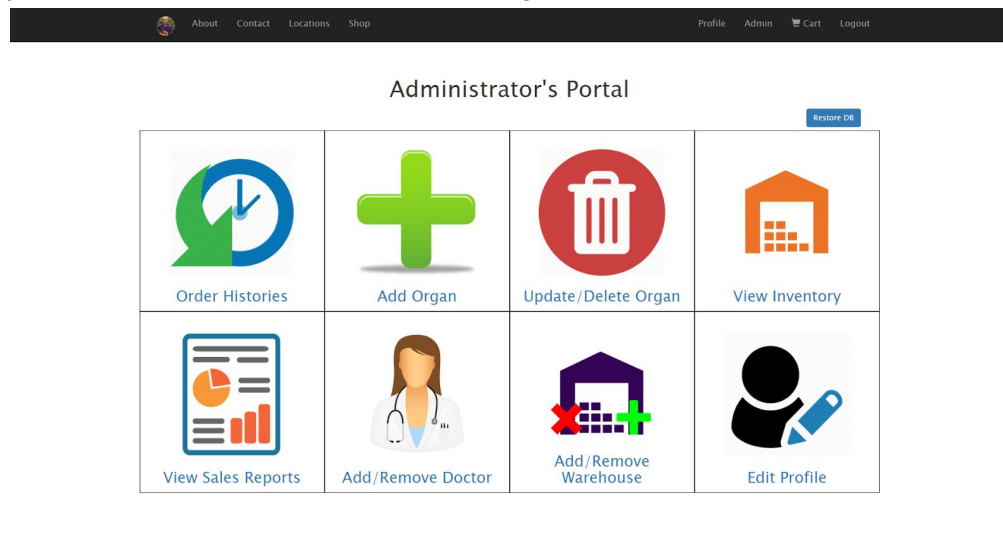 About Contact Locations Shop Profile Admin Cart Logout
Administrator's Portal
Restore DB
Order Histories Add Organ Update/Delete Organ View Inventory
View Sales Reports Add/Remove Doctor Add/Remove Warehouse Edit Profile